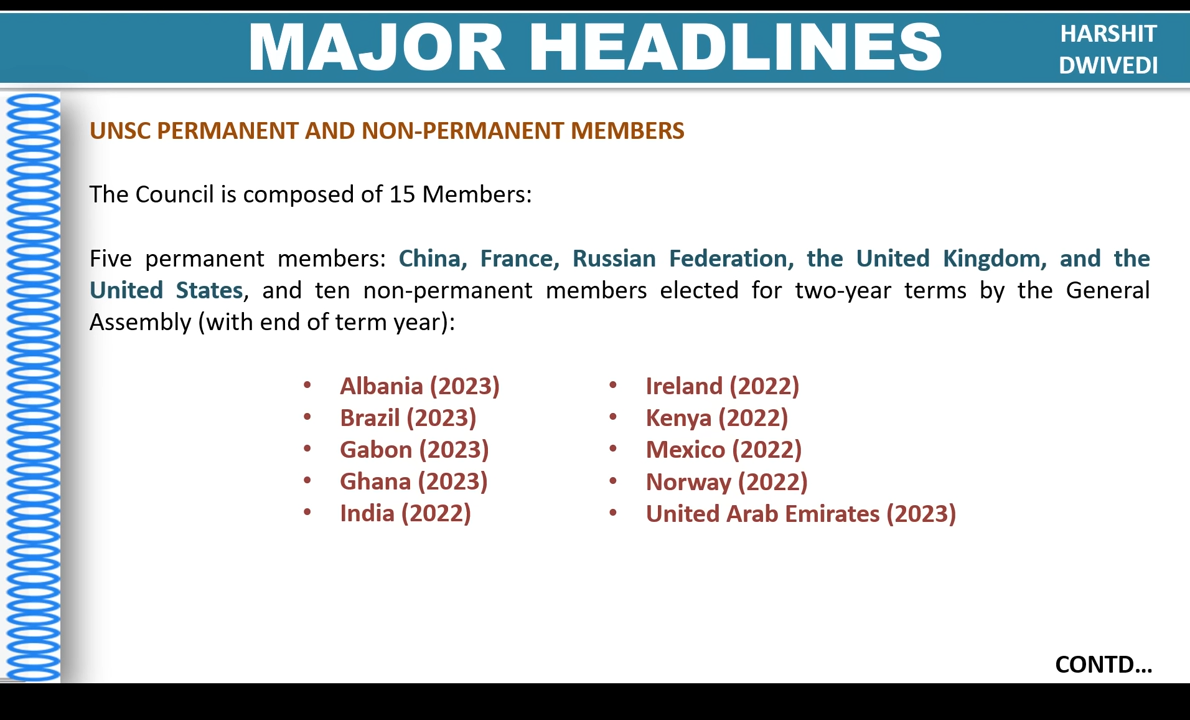 MAJOR HEADLINES
HARSHIT
DWIVEDI
UNSC PERMANENT AND NON-PERMANENT MEMBERS
The Council is composed of 15 Members:
Five permanent members: China, France, Russian Federation, the United Kingdom, and the
United States, and ten non-permanent members elected for two-year terms by the General
Assembly (with end of term year):
• Albania (2023)
• Brazil (2023)
• Gabon (2023)
• Ghana (2023)
• India (2022)
• Ireland (2022)
• Kenya (2022)
• Mexico (2022)
• Norway (2022)
• United Arab Emirates (2023)
CONTD...